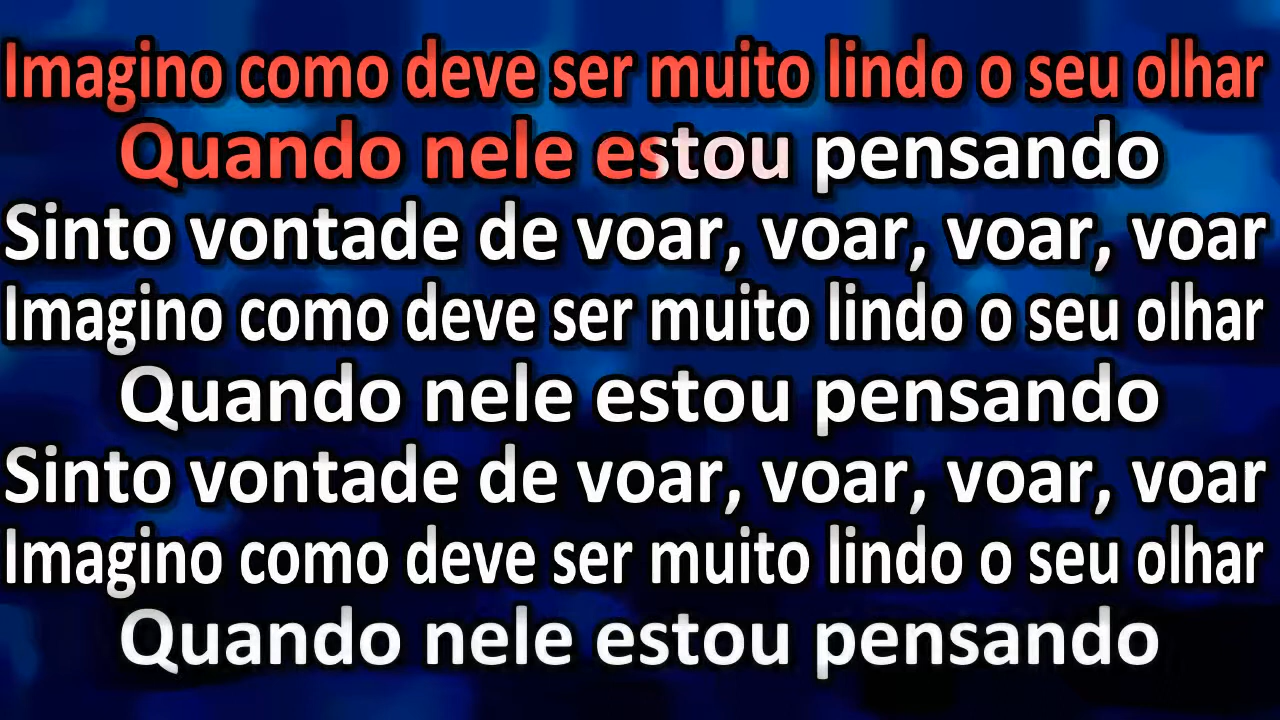 Imagino como deve ser muito lindo o seu olhar
Quando nele estou pensando
Sinto vontade de voar, voar, voar, voar
Imagino como deve ser muito lindo o seu olhar
Quando nele estou pensando
Sinto vontade de voar, voar, voar, voar
Imagino como deve ser muito lindo o seu olhar
Quando nele estou pensando